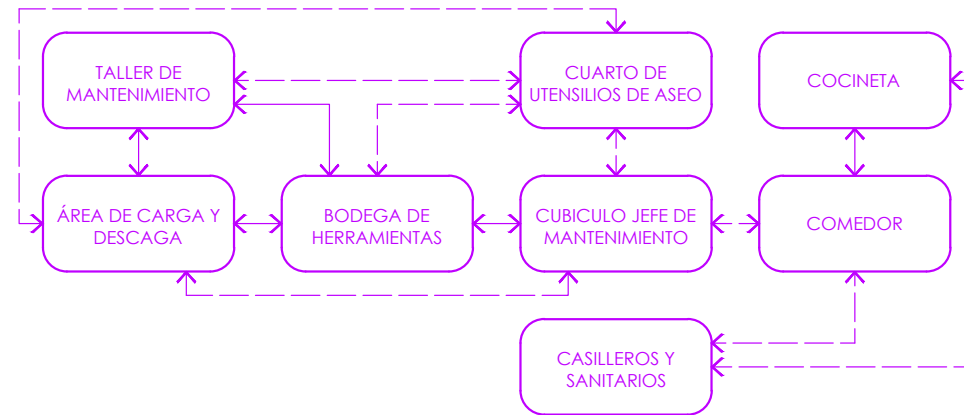 TALLER DE
MANTENIMIENTO
CUARTO DE
UTENSILIOS DE ASEO
COCINETA
ÁREA DE CARGA Y
DESCAGA
BODEGA DE
HERRAMIENTAS
CUBICULO JEFE DE
MANTENIMIENTO
COMEDOR
CASILLEROS Y
SANITARIOS